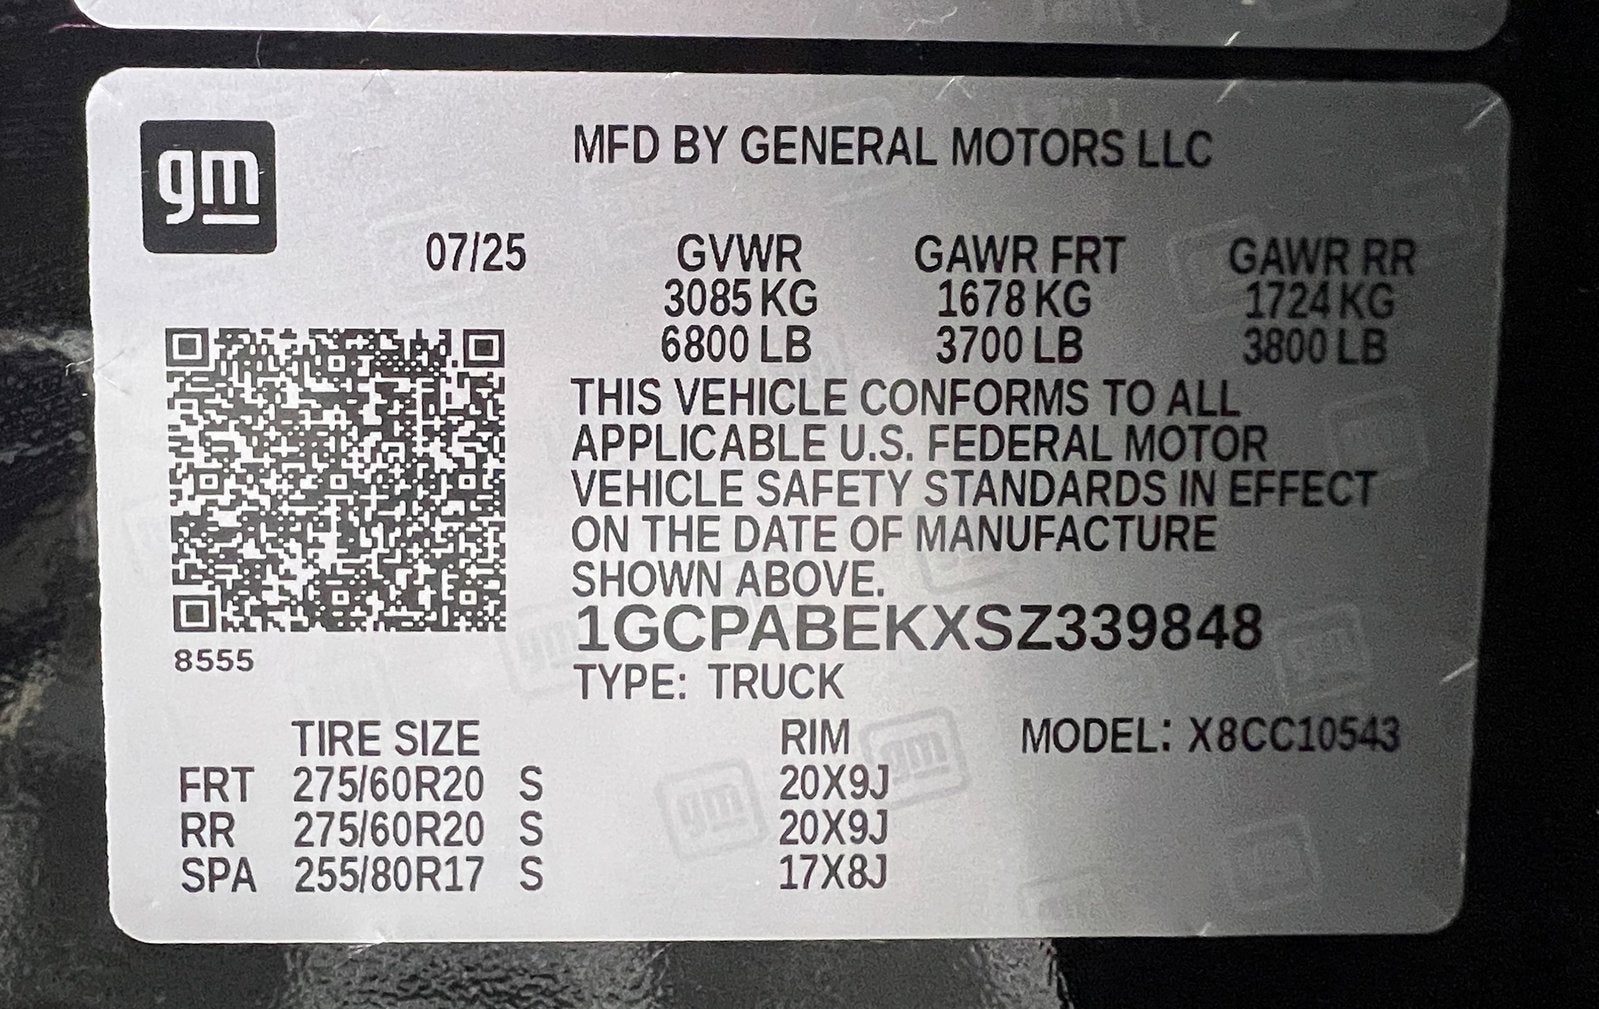 gm
MFD BY GENERAL MOTORS LLC
07/25 GVWR GAWR FRT GAWR RR
3085 KG 1678 KG 1724 KG
6800 LB 3700 LB 3800 LB
THIS VEHICLE CONFORMS TO ALL
APPLICABLE U.S. FEDERAL MOTOR
VEHICLE SAFETY STANDARDS IN EFFECT
ON THE DATE OF MANUFACTURE
SHOWN ABOVE.
1GCPABEKXSZ339848
8555
TYPE: TRUCK
TIRE SIZE RIM MODEL: X8CC10543
FRT 275/60R20 S 20X9J
RR 275/60R20 S 20X9J
SPA 255/80R17 S 17X8J